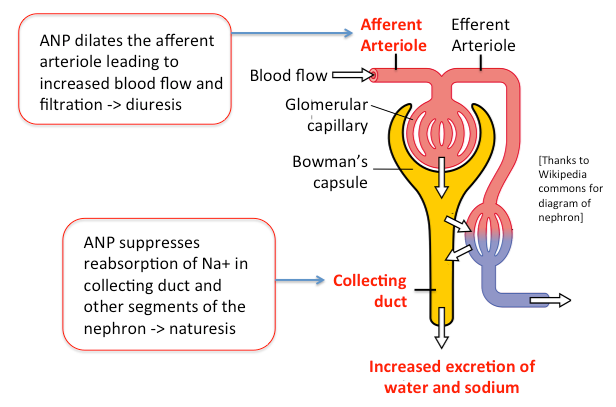 ANP dilates the afferent
arteriole leading to
increased blood flow and
filtration -> diuresis
Afferent
Arteriole
Efferent
Arteriole
Blood flow
Glomerular
capillary
Bowman's
capsule
[Thanks to
Wikipedia
commons for
diagram of
nephron]
ANP suppresses
reabsorption of Na+ in
collecting duct and
other segments of the
nephron -> naturesis
Collecting
duct
Increased excretion of
water and sodium